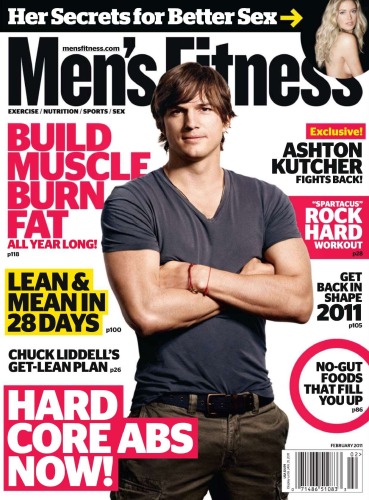 Her Secrets for Better Sex
mensfitness.com
Men's Fitness
EXERCISE / NUTRITION / SPORTS / SEX
BUILD
MUSCLE
BURN
FAT
ALL YEAR LONG!
p118
LEAN &
MEAN IN
28 DAYS p100
CHUCK LIDDELL'S
GET-LEAN PLAN p26
HARD
CORE ABS
NOW!
Exclusive!
ASHTON
KUTCHER
FIGHTS BACK!
"SPARTACUS"
ROCK
HARD
WORKOUT
p28
GET
BACK IN
SHAPE
2011
p105
NO-GUT
FOODS
THAT FILL
YOU UP
p86
FEBRUARY 2011
02
71486 51083